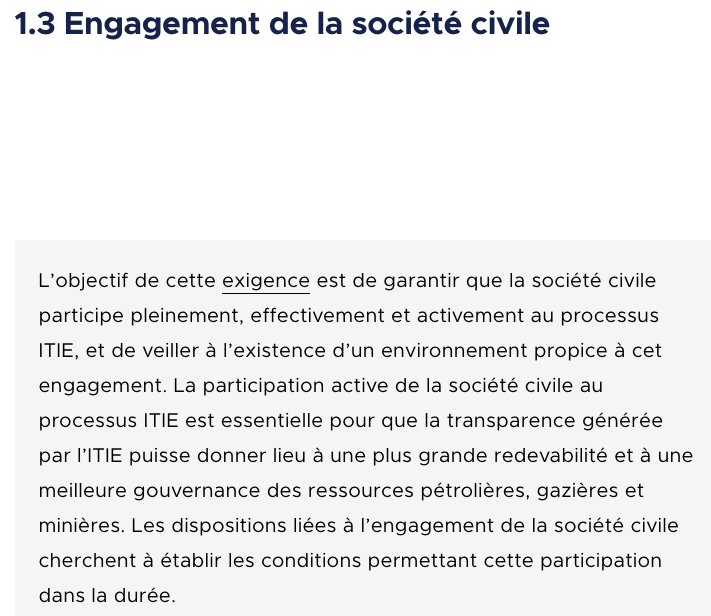 1.3 Engagement de la société civile
L’objectif de cette exigence est de garantir que la société civile
participe pleinement, effectivement et activement au processus
ITIE, et de veiller à l’existence d’un environnement propice à cet
engagement. La participation active de la société civile au
processus ITIE est essentielle pour que la transparence générée
par l’ITIE puisse donner lieu à une plus grande redevabilité et à une
meilleure gouvernance des ressources pétrolières, gazières et
minières. Les dispositions liées à l’engagement de la société civile
cherchent à établir les conditions permettant cette participation
dans la durée.